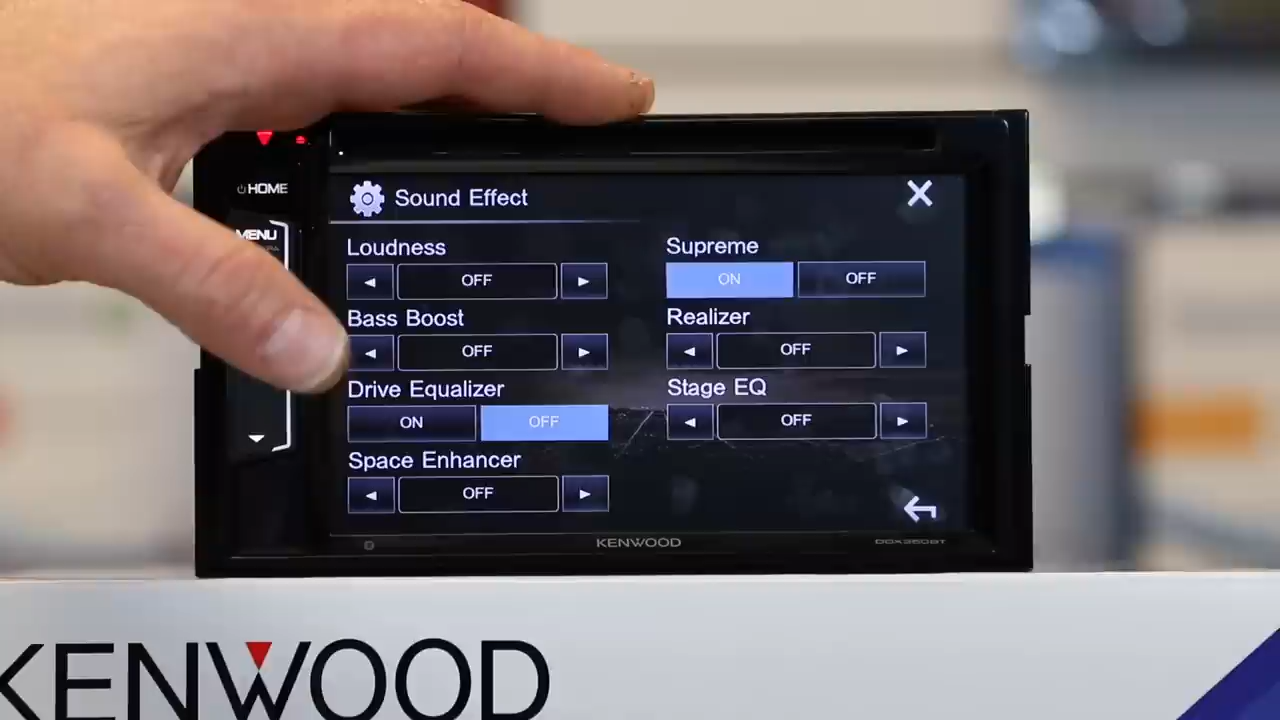 HOME
MENU
Sound Effect
Loudness
OFF
Bass Boost
OFF
Drive Equalizer
ON OFF
Space Enhancer
OFF
Supreme
ON OFF
Realizer
OFF
Stage EQ
OFF
KENWOOD
DDX350BT
KENWOOD